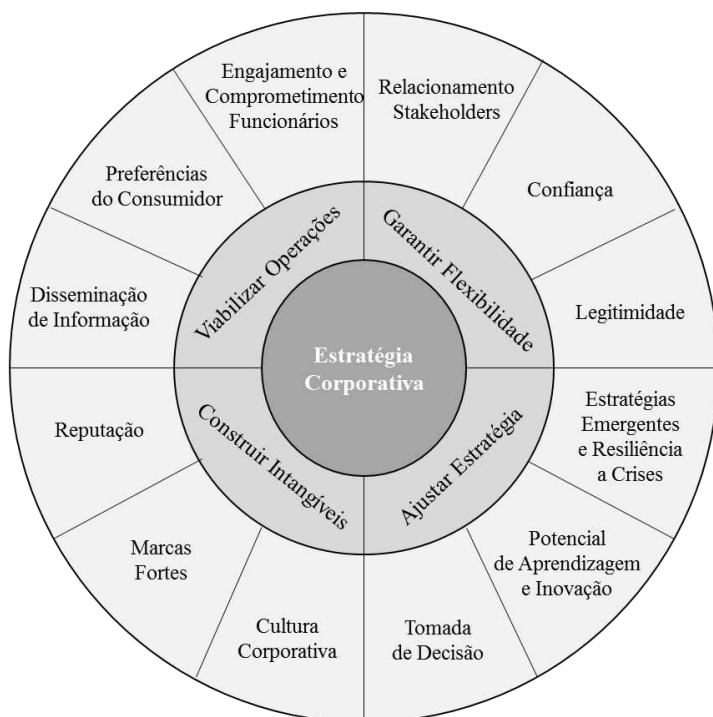 Engajamento e
Comprometimento
Funcionários
Relacionamento
Stakeholders
Confiança
Legitimidade
Estratégias
Emergentes
e Resiliência
a Crises
Potencial
de Aprendizagem
e Inovação
Tomada
de Decisão
Cultura
Corporativa
Marcas
Fortes
Reputação
Disseminação
de Informação
Preferências
do Consumidor
Viabilizar Operações
Garantir Flexibilidade
Ajustar Estratégia
Construir Intangíveis
Estratégia
Corporativa